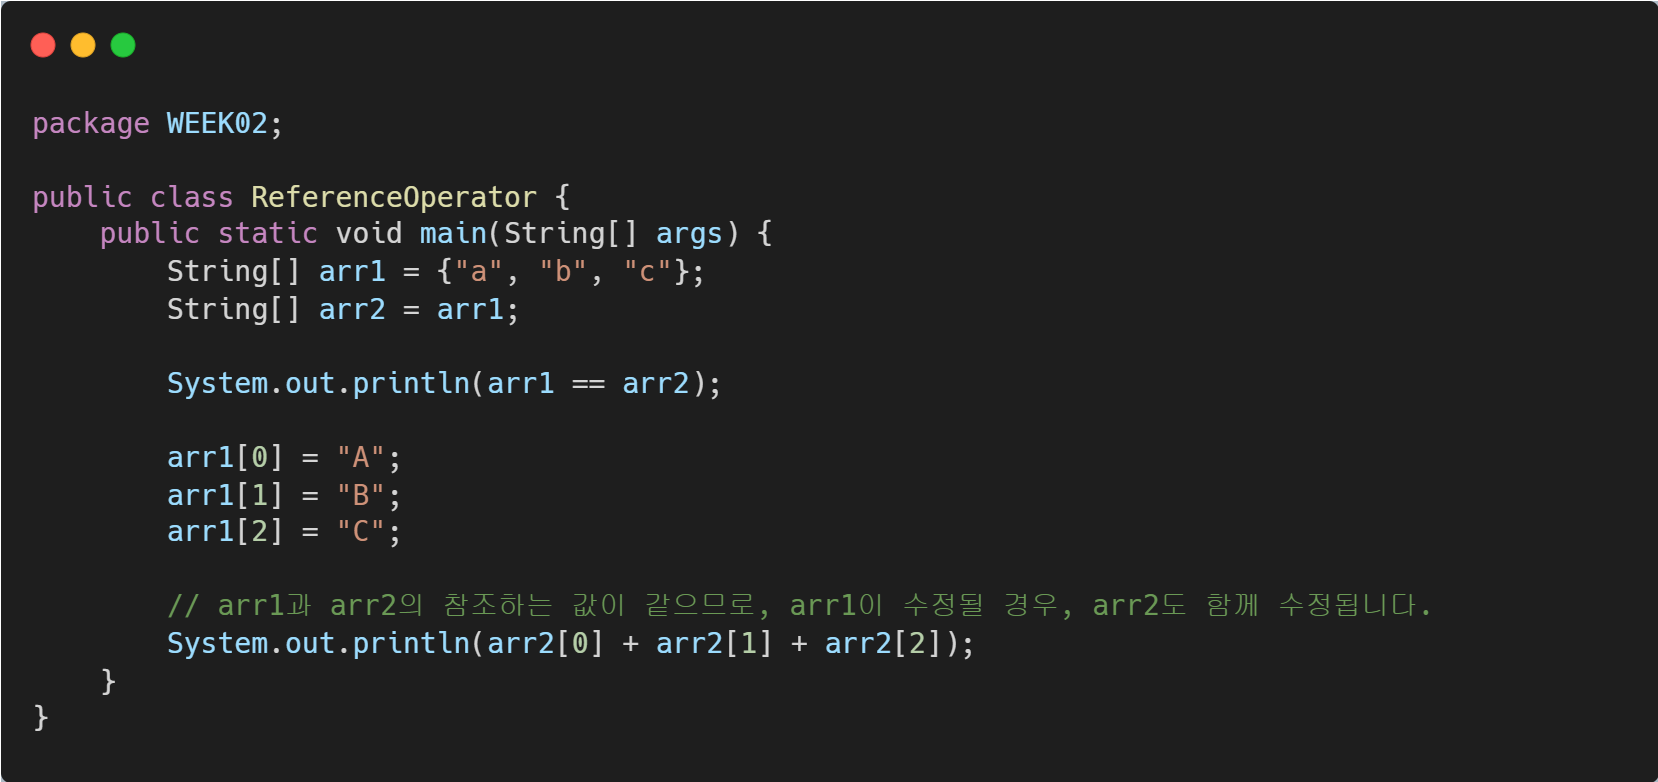 package WEEK02;
public class ReferenceOperator {
    public static void main(String[] args) {
        String[] arr1 = {"a", "b", "c"};
        String[] arr2 = arr1;
        System.out.println(arr1 == arr2);
        arr1[0] = "A";
        arr1[1] = "B";
        arr1[2] = "C";
        // arr1과 arr2의 참조하는 값이 같으므로, arr1이 수정될 경우, arr2도 함께 수정됩니다.
        System.out.println(arr2[0] + arr2[1] + arr2[2]);
    }
}